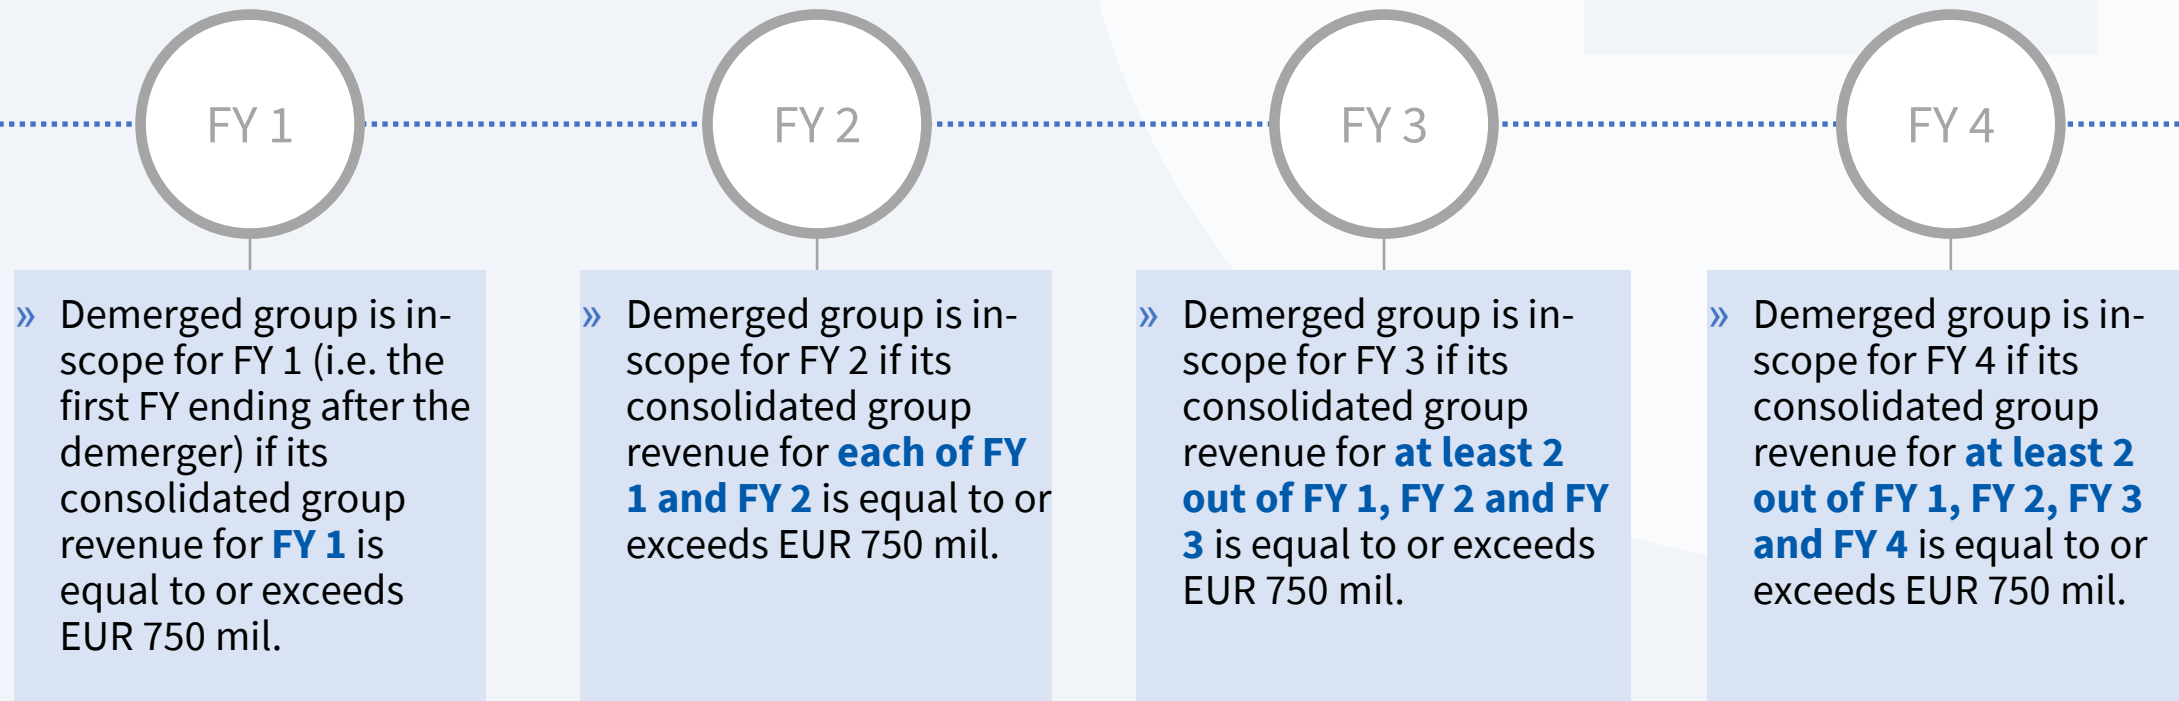 FY 1
FY 2
FY 3
FY 4
» Demerged group is in-
scope for FY 1 (i.e. the
first FY ending after the
demerger) if its
consolidated group
revenue for FY 1 is
equal to or exceeds
EUR 750 mil.
» Demerged group is in-
scope for FY 2 if its
consolidated group
revenue for each of FY
1 and FY 2 is equal to or
exceeds EUR 750 mil.
» Demerged group is in-
scope for FY 3 if its
consolidated group
revenue for at least 2
out of FY 1, FY 2 and FY
3 is equal to or exceeds
EUR 750 mil.
» Demerged group is in-
scope for FY 4 if its
consolidated group
revenue for at least 2
out of FY 1, FY 2, FY 3
and FY 4 is equal to or
exceeds EUR 750 mil.